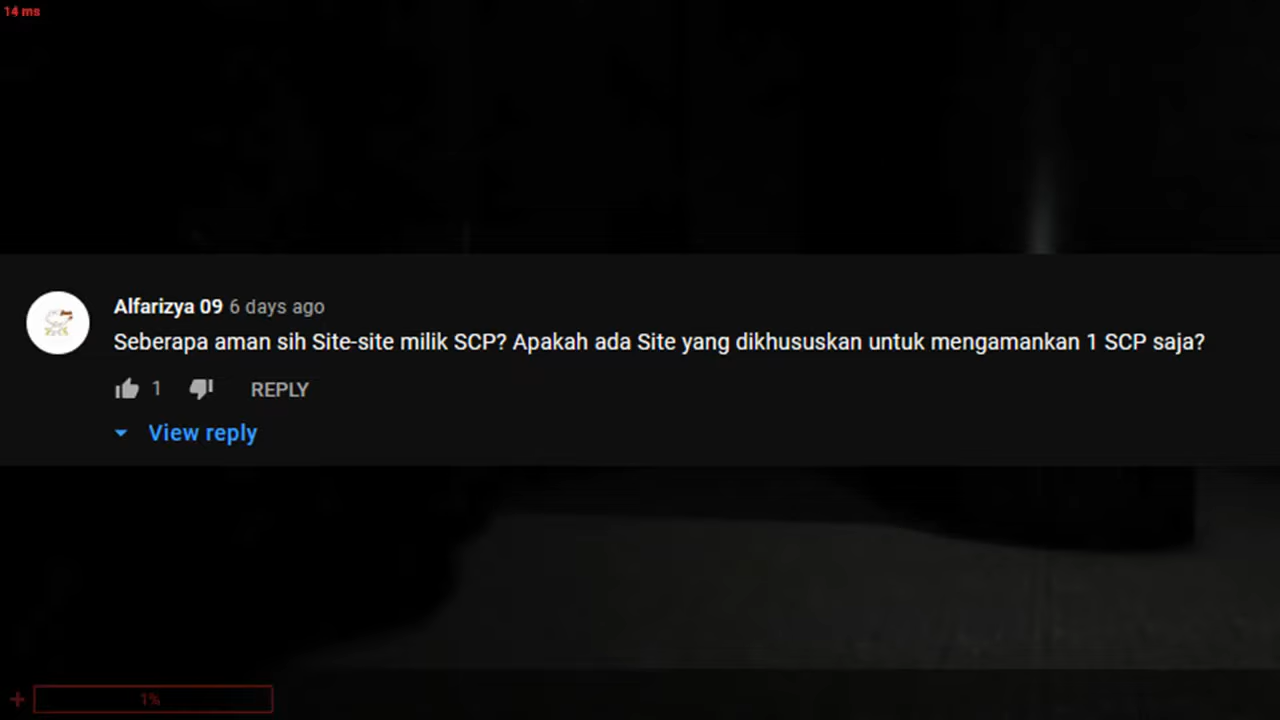 14 ms
Alfarizya 09 6 days ago
Seberapa aman sih Site-site milik SCP? Apakah ada Site yang dikhususkan untuk mengamankan 1 SCP saja?
1 REPLY
View reply
+ 1%